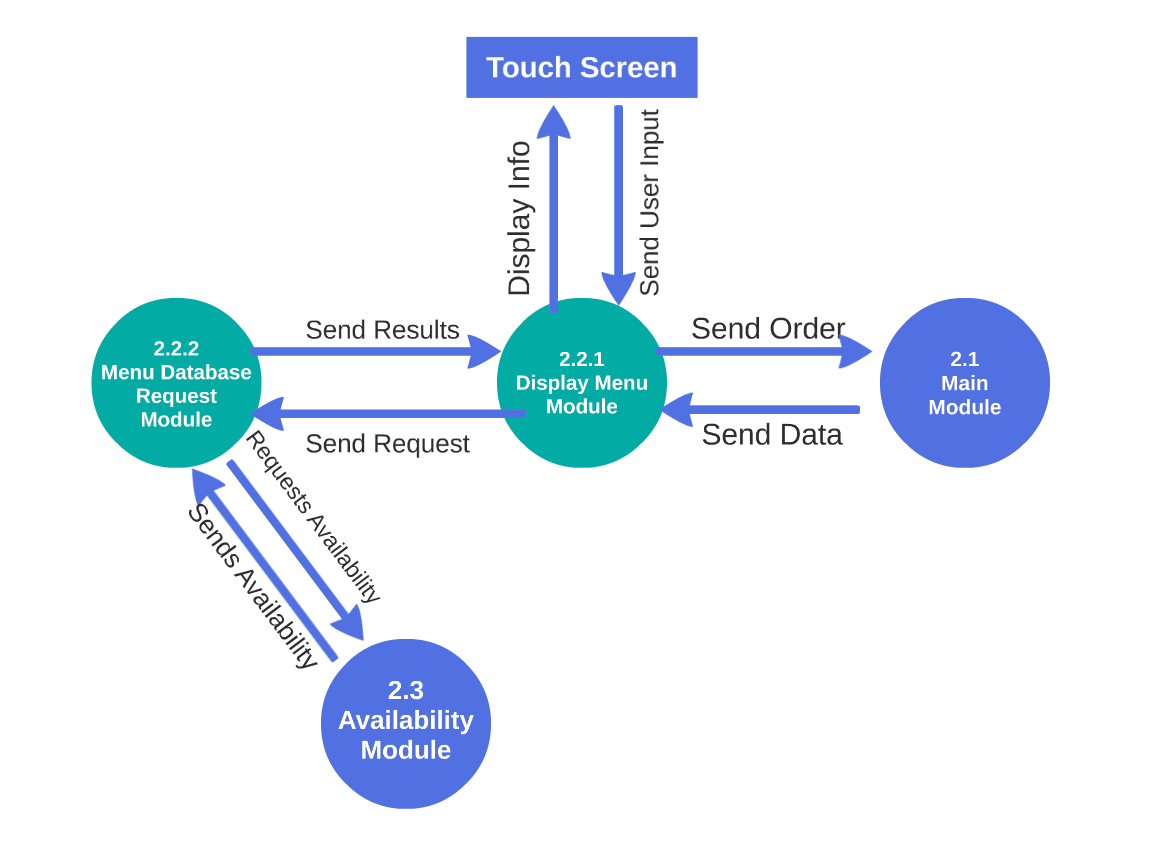 Touch Screen
Display Info
Send User Input
2.2.2
Menu Database
Request
Module
Send Results
Send Request
2.2.1
Display Menu
Module
Send Order
Send Data
2.1
Main
Module
Requests Availability
Sends Availability
2.3
Availability
Module